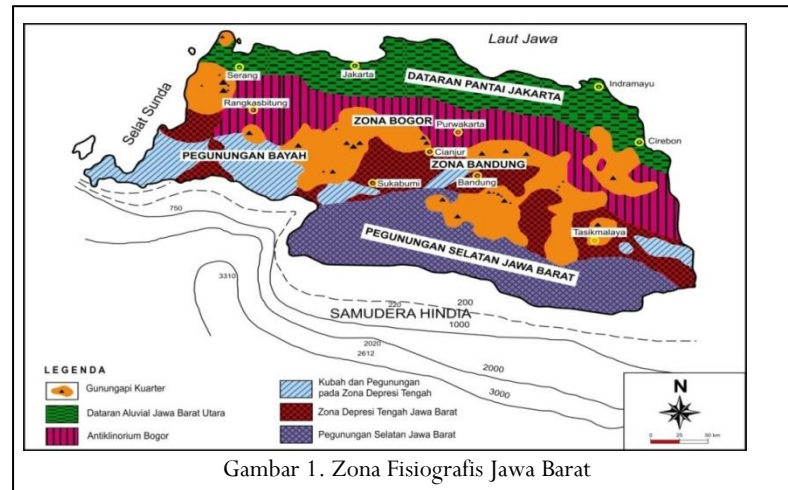 Laut Jawa
Selat Sunda
Serang
Jakarta
DATARAN PANTAI JAKARTA
Indramayu
Rangkasbitung
ZONA BOGOR
Purwakarta
Cirebon
Cianjur
PEGUNUNGAN BAYAH
ZONA BANDUNG
Sukabumi
Bandung
Tasikmalaya
PEGUNUNGAN SELATAN JAWA BARAT
750
3310
220
200
SAMUDERA HINDIA
1000
2020
2612
2000
3000
LEGENDA
Gunungapi Kuarter
Dataran Aluvial Jawa Barat Utara
Antiklinorium Bogor
Kubah dan Pegunungan
pada Zona Depresi Tengah
Zona Depresi Tengah Jawa Barat
Pegunungan Selatan Jawa Barat
N
0 25 50 km
Gambar 1. Zona Fisiografis Jawa Barat